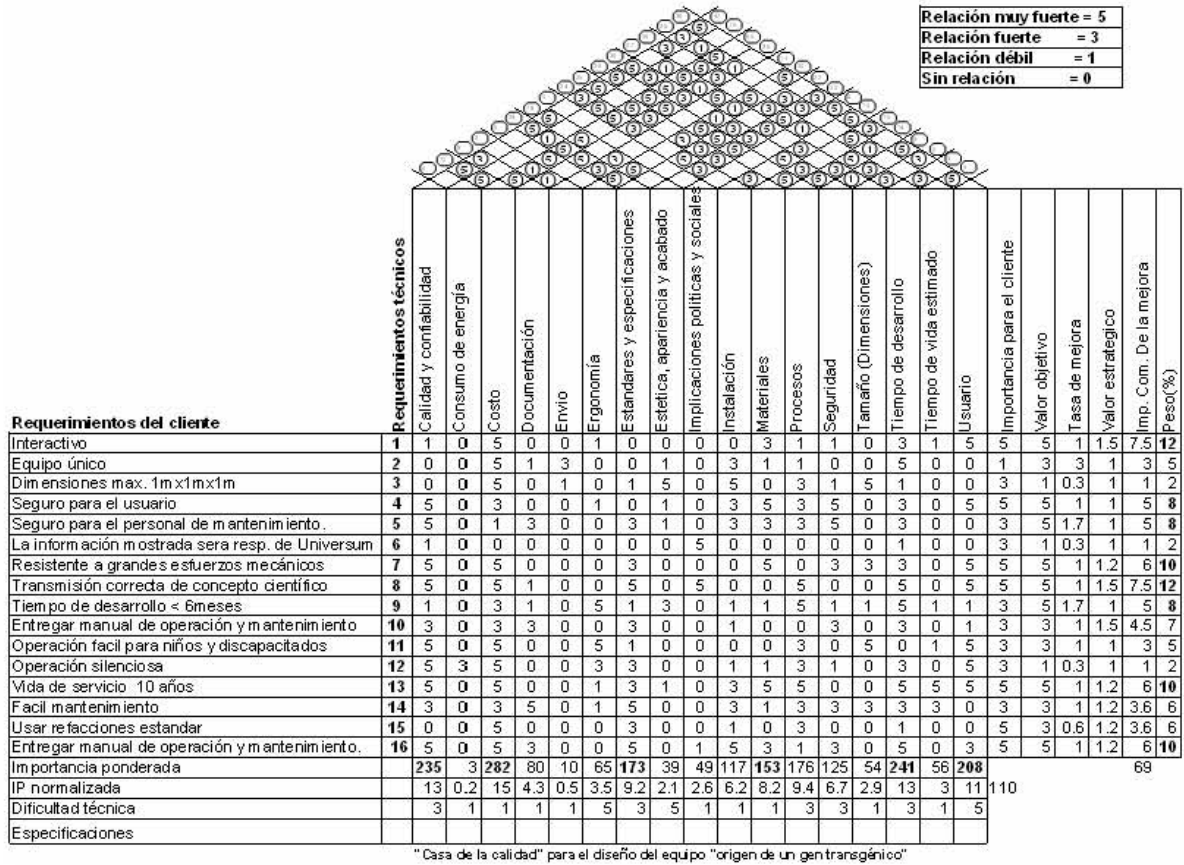 Relación muy fuerte = 5
Relación fuerte = 3
Relación débil = 1
Sin relación = 0
Requerimientos del cliente
Requerimientos técnicos
Calidad y confiabilidad
Consumo de energía
Costo
Documentación
Envio
Ergonomía
Estandares y especificaciones
Estetica, apariencia y acabado
Implicaciones politicas y sociales
Instalación
Materiales
Procesos
Seguridad
Tamaño (Dimensiones)
Tiempo de desarrollo
Tiempo de vida estimado
Usuario
Importancia para el cliente
Valor objetivo
Tasa de mejora
Valor estrategico
Imp. Com. De la mejora
Peso(%)
Interactivo 1 1 0 5 0 0 1 0 0 0 0 3 1 1 0 3 1 5 5 5 1 1.5 7.5 12
Equipo único 2 0 0 5 1 3 0 0 1 0 3 1 1 0 0 5 0 0 1 3 3 1 3 5
Dimensiones max. 1mx1mx1m 3 0 0 5 0 1 0 1 5 0 5 0 3 1 5 1 0 0 3 1 0.3 1 1 2
Seguro para el usuario 4 5 0 3 0 0 1 0 1 0 3 5 3 5 0 3 0 5 5 5 1 1 5 8
Seguro para el personal de mantenimiento. 5 5 0 1 3 0 0 3 1 0 3 3 3 5 0 3 0 0 3 5 1.7 1 5 8
La información mostrada sera resp. de Universum 6 1 0 0 0 0 0 0 0 5 0 0 0 0 0 1 0 0 3 1 0.3 1 1 2
Resistente a grandes esfuerzos mecánicos 7 5 0 5 0 0 0 3 0 0 0 5 0 3 3 3 0 5 5 5 1 1.2 6 10
Transmisión correcta de concepto científico 8 5 0 5 1 0 0 5 0 5 0 0 5 0 0 5 0 5 5 5 1 1.5 7.5 12
Tiempo de desarrollo < 6meses 9 1 0 3 1 0 5 1 3 0 1 1 5 1 1 5 1 1 3 5 1.7 1 5 8
Entregar manual de operación y mantenimiento 10 3 0 3 3 0 0 3 0 0 1 0 0 3 0 3 0 1 3 3 1 1.5 4.5 7
Operación facil para niños y discapacitados 11 5 0 5 0 0 5 1 0 0 0 0 3 0 5 0 1 5 3 3 1 1 3 5
Operación silenciosa 12 5 3 5 0 0 3 3 0 0 1 1 3 1 0 3 0 5 3 1 0.3 1 1 2
Vida de servicio 10 años 13 5 0 5 0 0 1 3 1 0 3 5 5 0 0 5 5 5 5 5 1 1.2 6 10
Facil mantenimiento 14 3 0 3 5 0 1 5 0 0 3 1 3 3 3 3 3 0 3 3 1 1.2 3.6 6
Usar refacciones estandar 15 0 0 5 0 0 0 3 0 0 1 0 3 0 0 1 0 0 5 3 0.6 1.2 3.6 6
Entregar manual de operación y mantenimiento. 16 5 0 5 3 0 0 5 0 1 5 3 1 3 0 5 0 3 5 5 1 1.2 6 10
Importancia ponderada 235 3 282 80 10 65 173 39 49 117 153 176 125 54 241 56 208 69
IP normalizada 13 0.2 15 4.3 0.5 3.5 9.2 2.1 2.6 6.2 8.2 9.4 6.7 2.9 13 3 11 110
Dificultad técnica 3 1 1 1 1 5 3 5 1 1 1 3 3 1 3 1 5
Especificaciones
"Casa de la calidad" para el diseño del equipo "origen de un gen transgénico"